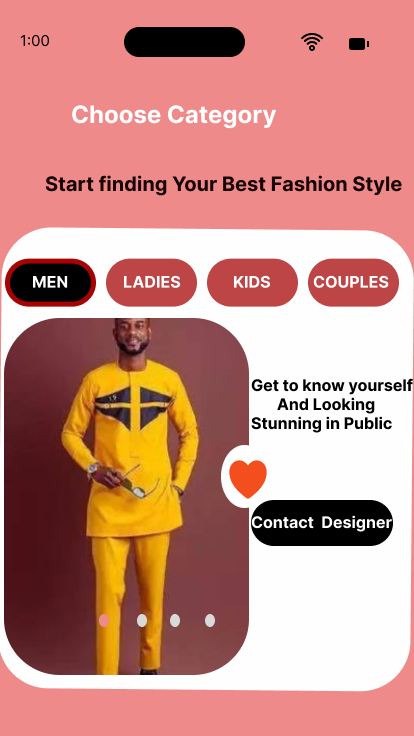 1:00
Choose Category
Start finding Your Best Fashion Style
MEN
LADIES
KIDS
COUPLES
Get to know yourself
And Looking
Stunning in Public
Contact Designer